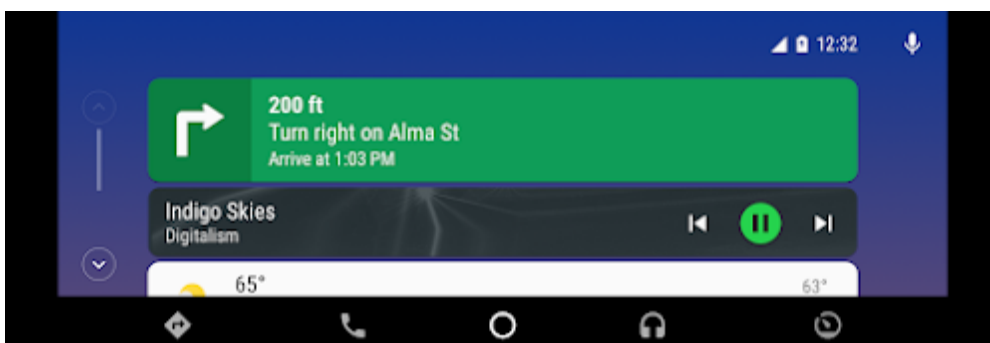 12:32
200 ft
Turn right on Alma St
Arrive at 1:03 PM
Indigo Skies
Digitalism
65°
63°